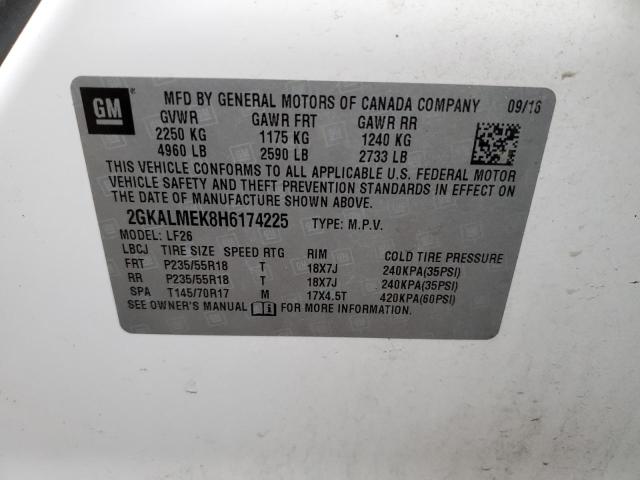 GM
MFD BY GENERAL MOTORS OF CANADA COMPANY 09/16
GVWR GAWR FRT GAWR RR
2250 KG 1175 KG 1240 KG
4960 LB 2590 LB 2733 LB
THIS VEHICLE CONFORMS TO ALL APPLICABLE U.S. FEDERAL MOTOR
VEHICLE SAFETY AND THEFT PREVENTION STANDARDS IN EFFECT ON
THE DATE OF MANUFACTURE SHOWN ABOVE.
2GKALMEK8H6174225 TYPE: M.P.V.
MODEL: LF26
LBCJ TIRE SIZE SPEED RTG RIM COLD TIRE PRESSURE
FRT P235/55R18 T 18X7J 240KPA(35PSI)
RR P235/55R18 T 18X7J 240KPA(35PSI)
SPA T145/70R17 M 17X4.5T 420KPA(60PSI)
SEE OWNER'S MANUAL FOR MORE INFORMATION.